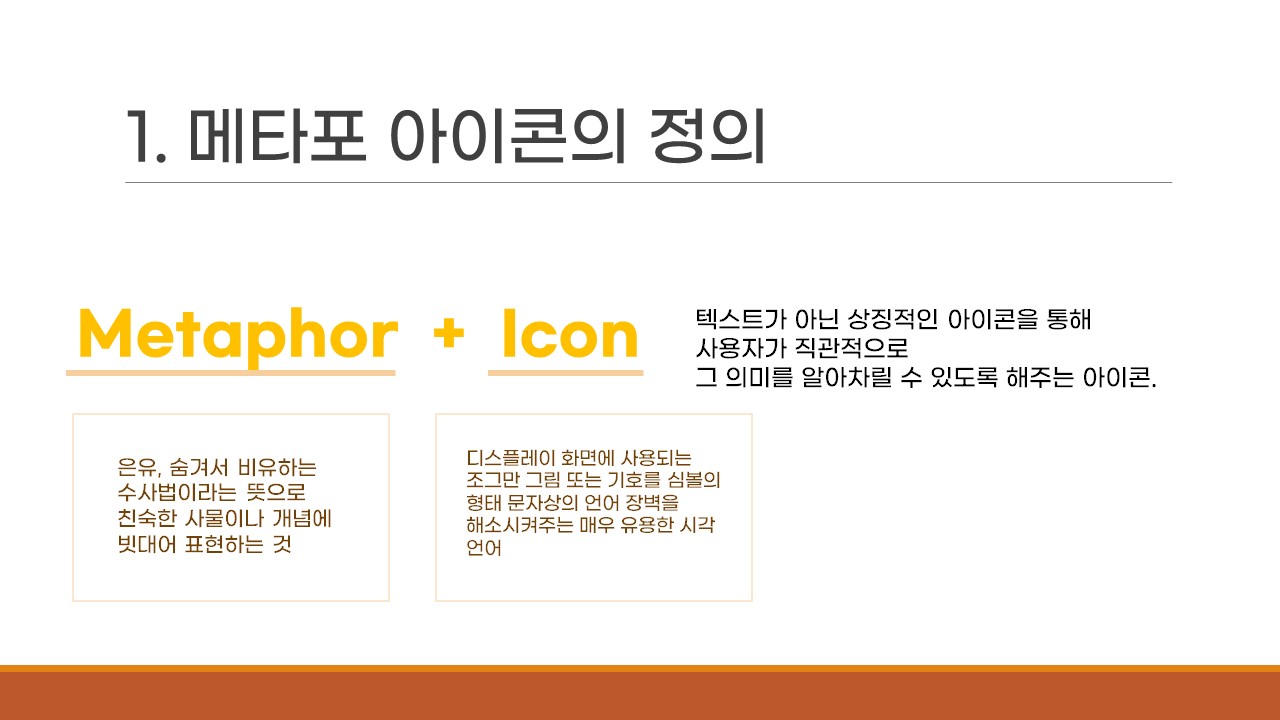 1. 메타포 아이콘의 정의
Metaphor + Icon
텍스트가 아닌 상징적인 아이콘을 통해
사용자가 직관적으로
그 의미를 알아차릴 수 있도록 해주는 아이콘.
은유, 숨겨서 비유하는
수사법이라는 뜻으로
친숙한 사물이나 개념에
빗대어 표현하는 것
디스플레이 화면에 사용되는
조그만 그림 또는 기호를 심볼의
형태 문자상의 언어 장벽을
해소시켜주는 매우 유용한 시각
언어